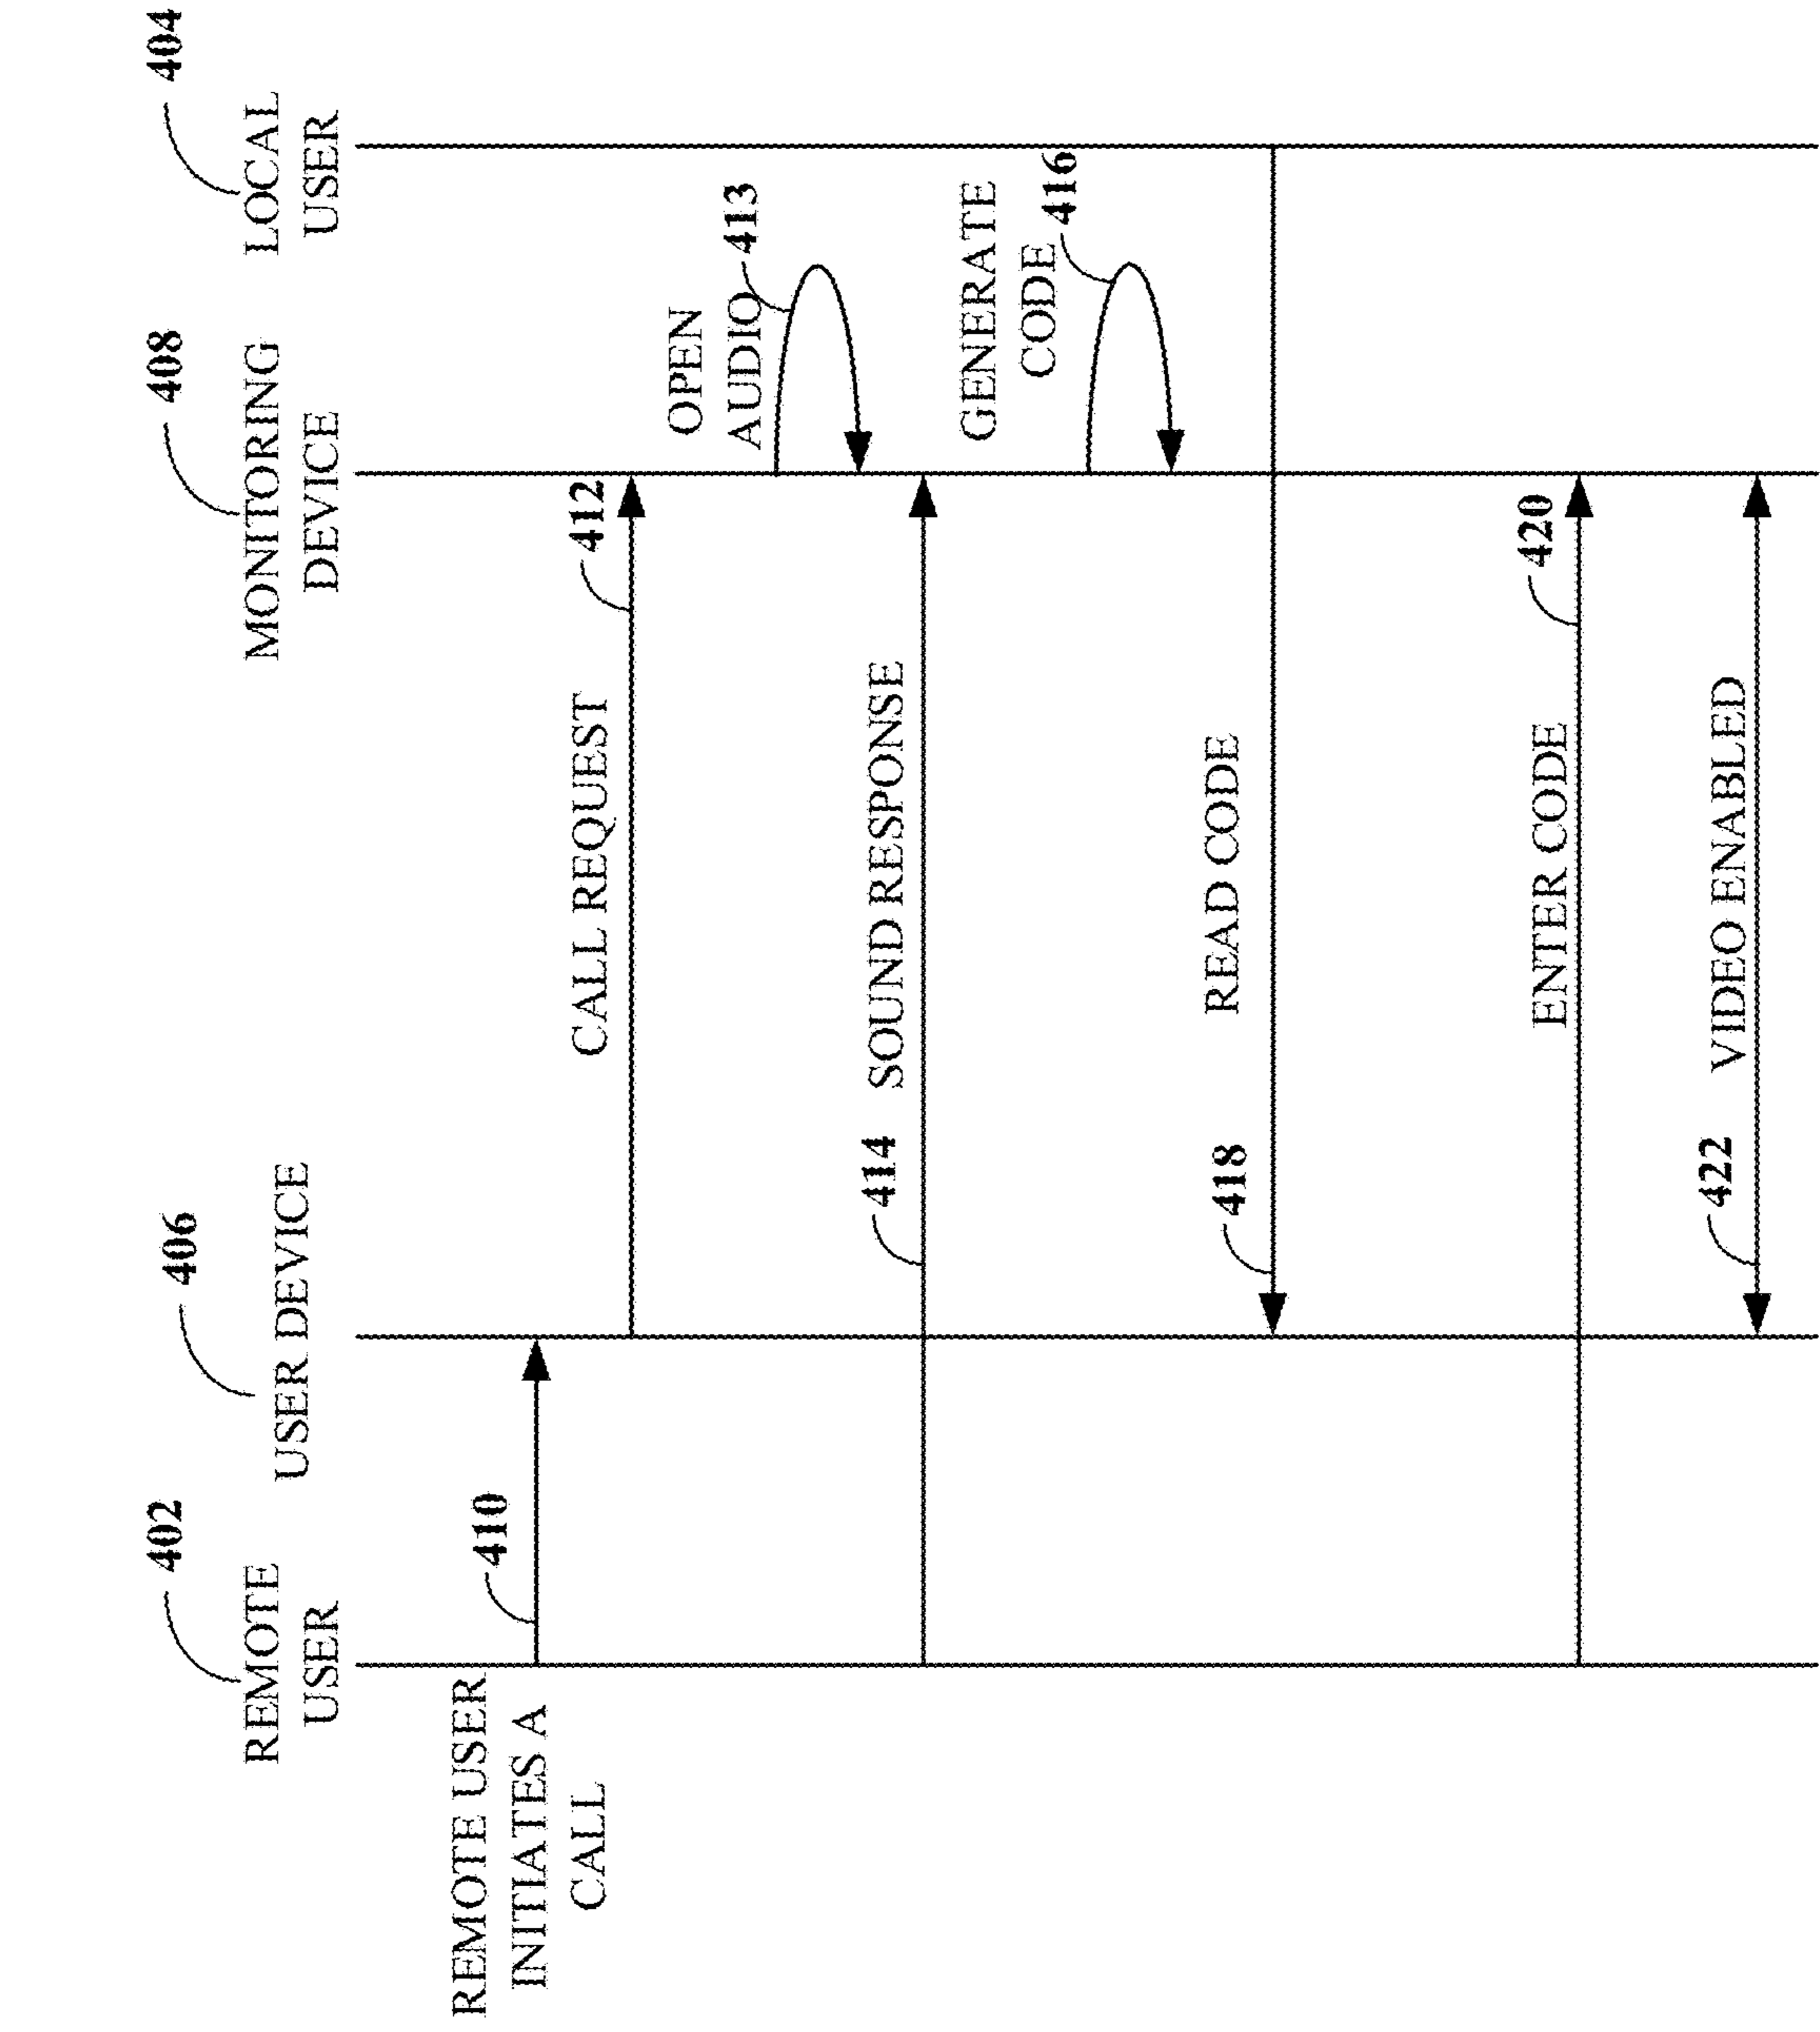 402
REMOTE
USER
406
USER DEVICE
408
MONITORING
DEVICE
404
LOCAL
USER
REMOTE USER
INITIATES A
CALL
410
CALL REQUEST
412
OPEN
AUDIO
413
414
SOUND RESPONSE
GENERATE
CODE
416
418
READ CODE
ENTER CODE
420
422
VIDEO ENABLED